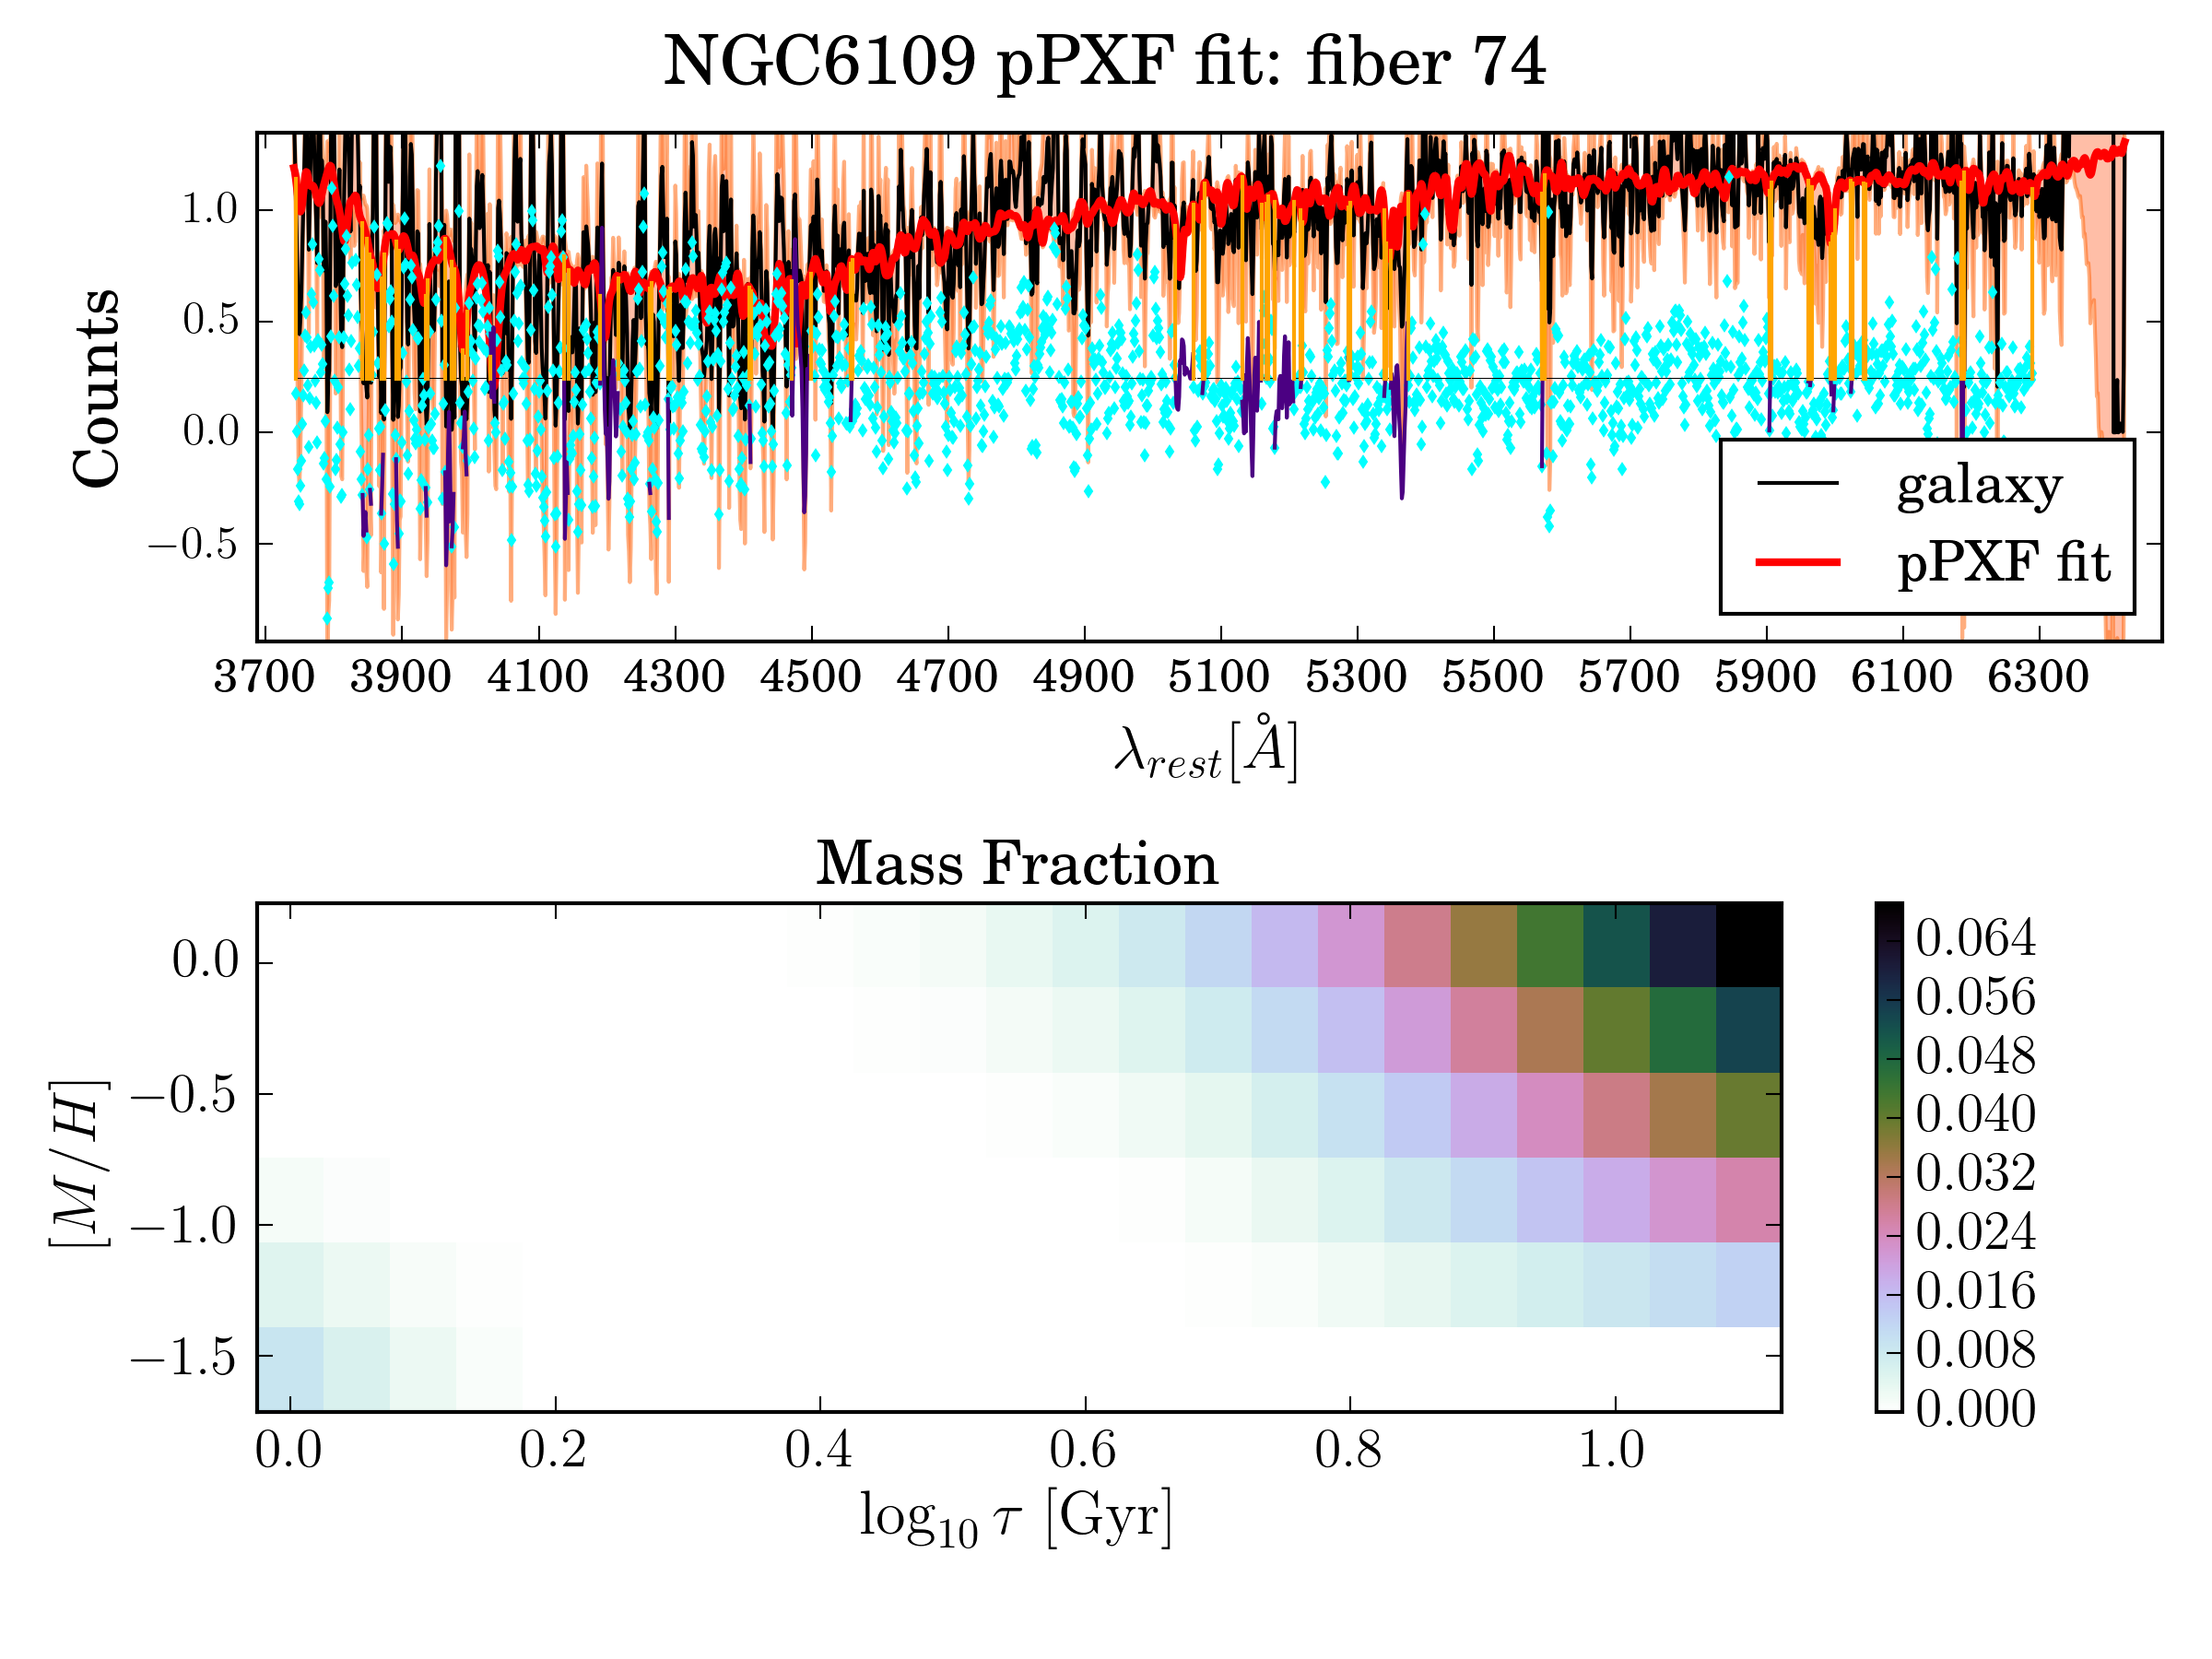 NGC6109 pPXF fit: fiber 74
Counts
1.0
0.5
0.0
−0.5
galaxy
pPXF fit
3700 3900 4100 4300 4500 4700 4900 5100 5300 5500 5700 5900 6100 6300
λrest[Å]
Mass Fraction
[M/H]
0.0
−0.5
−1.0
−1.5
0.0 0.2 0.4 0.6 0.8 1.0
log10 τ [Gyr]
0.064
0.056
0.048
0.040
0.032
0.024
0.016
0.008
0.000